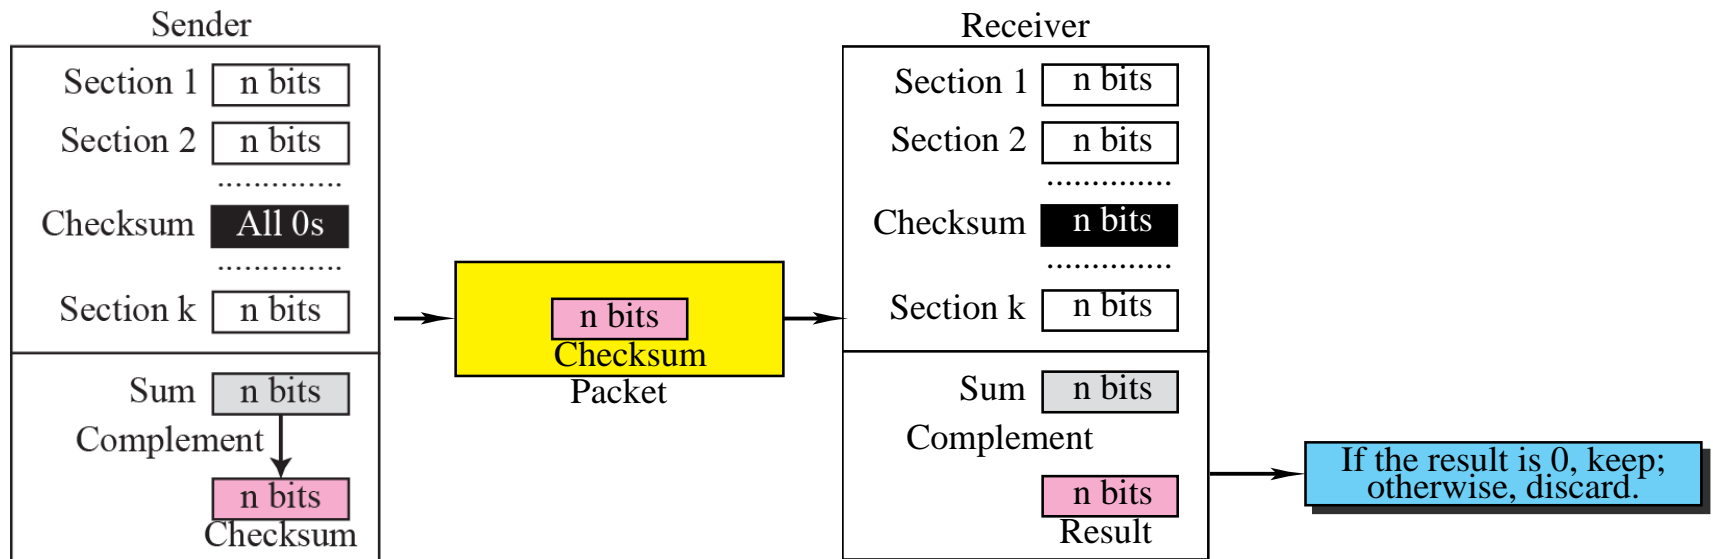 Sender
Section 1 n bits
Section 2 n bits
..............
Checksum All 0s
..............
Section k n bits
Sum n bits
Complement
n bits
Checksum
n bits
Checksum
Packet
Receiver
Section 1 n bits
Section 2 n bits
..............
Checksum n bits
..............
Section k n bits
Sum n bits
Complement
n bits
Result
If the result is 0, keep;
otherwise, discard.